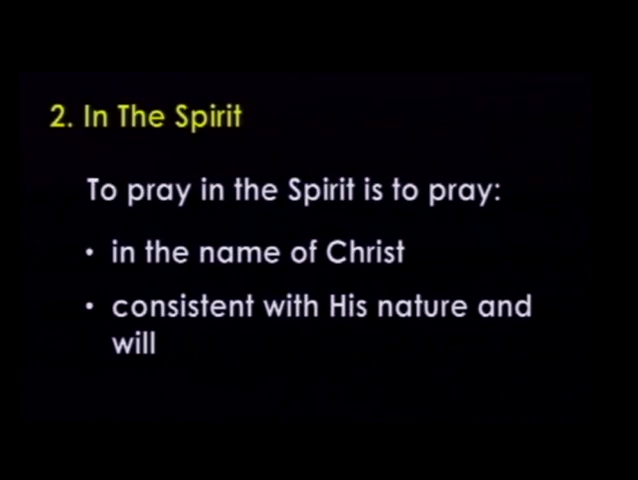 2. In The Spirit
To pray in the Spirit is to pray:
• in the name of Christ
• consistent with His nature and
will